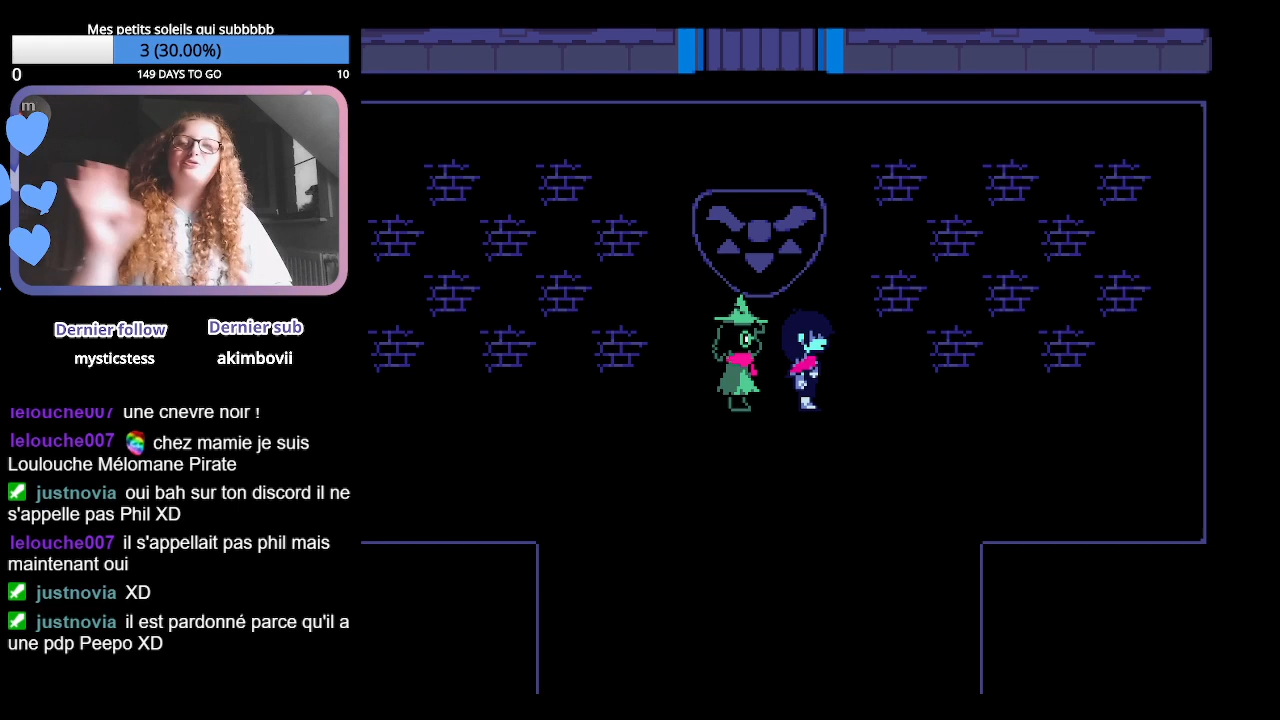 Mes petits soleils qui subbbbb
3 (30.00%)
0
149 DAYS TO GO
10
m
Dernier follow
Dernier sub
mysticstess
akimbovii
lelouche007 une chevre noir !
lelouche007 chez mamie je suis
Loulouche Mélomane Pirate
justnovia oui bah sur ton discord il ne
s'appelle pas Phil XD
lelouche007 il s'appellait pas phil mais
maintenant oui
justnovia XD
justnovia il est pardonné parce qu'il a
une pdp Peepo XD